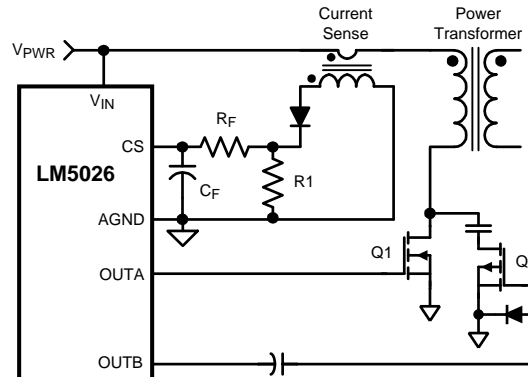 Current
Sense
Power
Transformer
VPWR
VIN
CS
RF
LM5026
CF
R1
AGND
Q1
Q
OUTA
OUTB